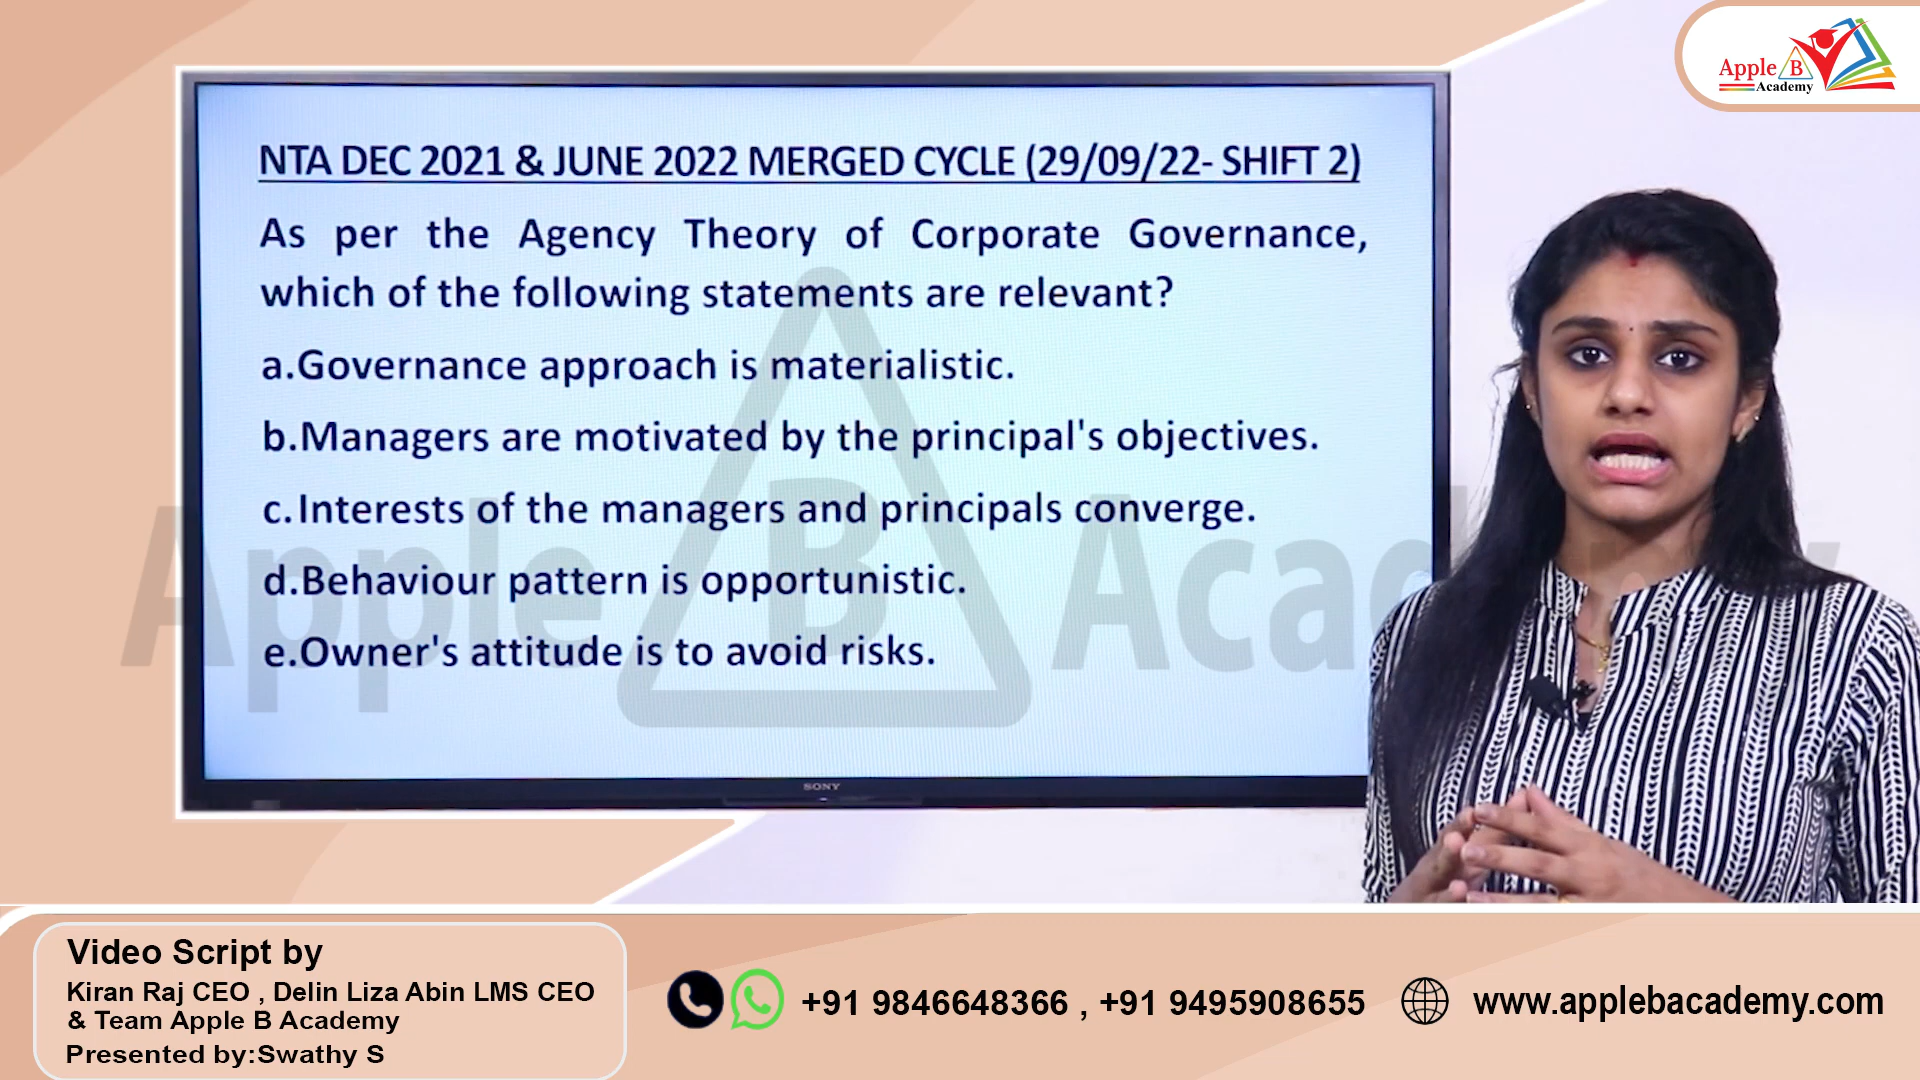 Apple B
Academy
NTA DEC 2021 & JUNE 2022 MERGED CYCLE (29/09/22- SHIFT 2)
As per the Agency Theory of Corporate Governance,
which of the following statements are relevant?
a.Governance approach is materialistic.
b.Managers are motivated by the principal's objectives.
c.Interests of the managers and principals converge.
d.Behaviour pattern is opportunistic.
e.Owner's attitude is to avoid risks.
Apple B Academy
SONY
Video Script by
Kiran Raj CEO , Delin Liza Abin LMS CEO
& Team Apple B Academy
Presented by:Swathy S
+91 9846648366 , +91 9495908655
www.applebacademy.com